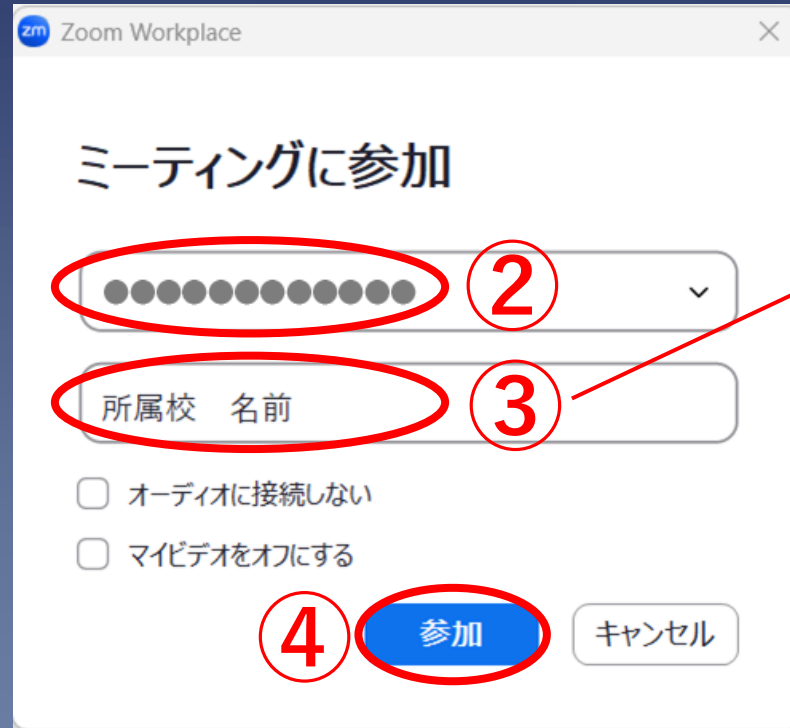 zm Zoom Workplace
ミーティングに参加
●●●●●●●●●●●● ②
所属校　名前 ③
オーディオに接続しない
マイビデオをオフにする
④ 参加 キャンセル